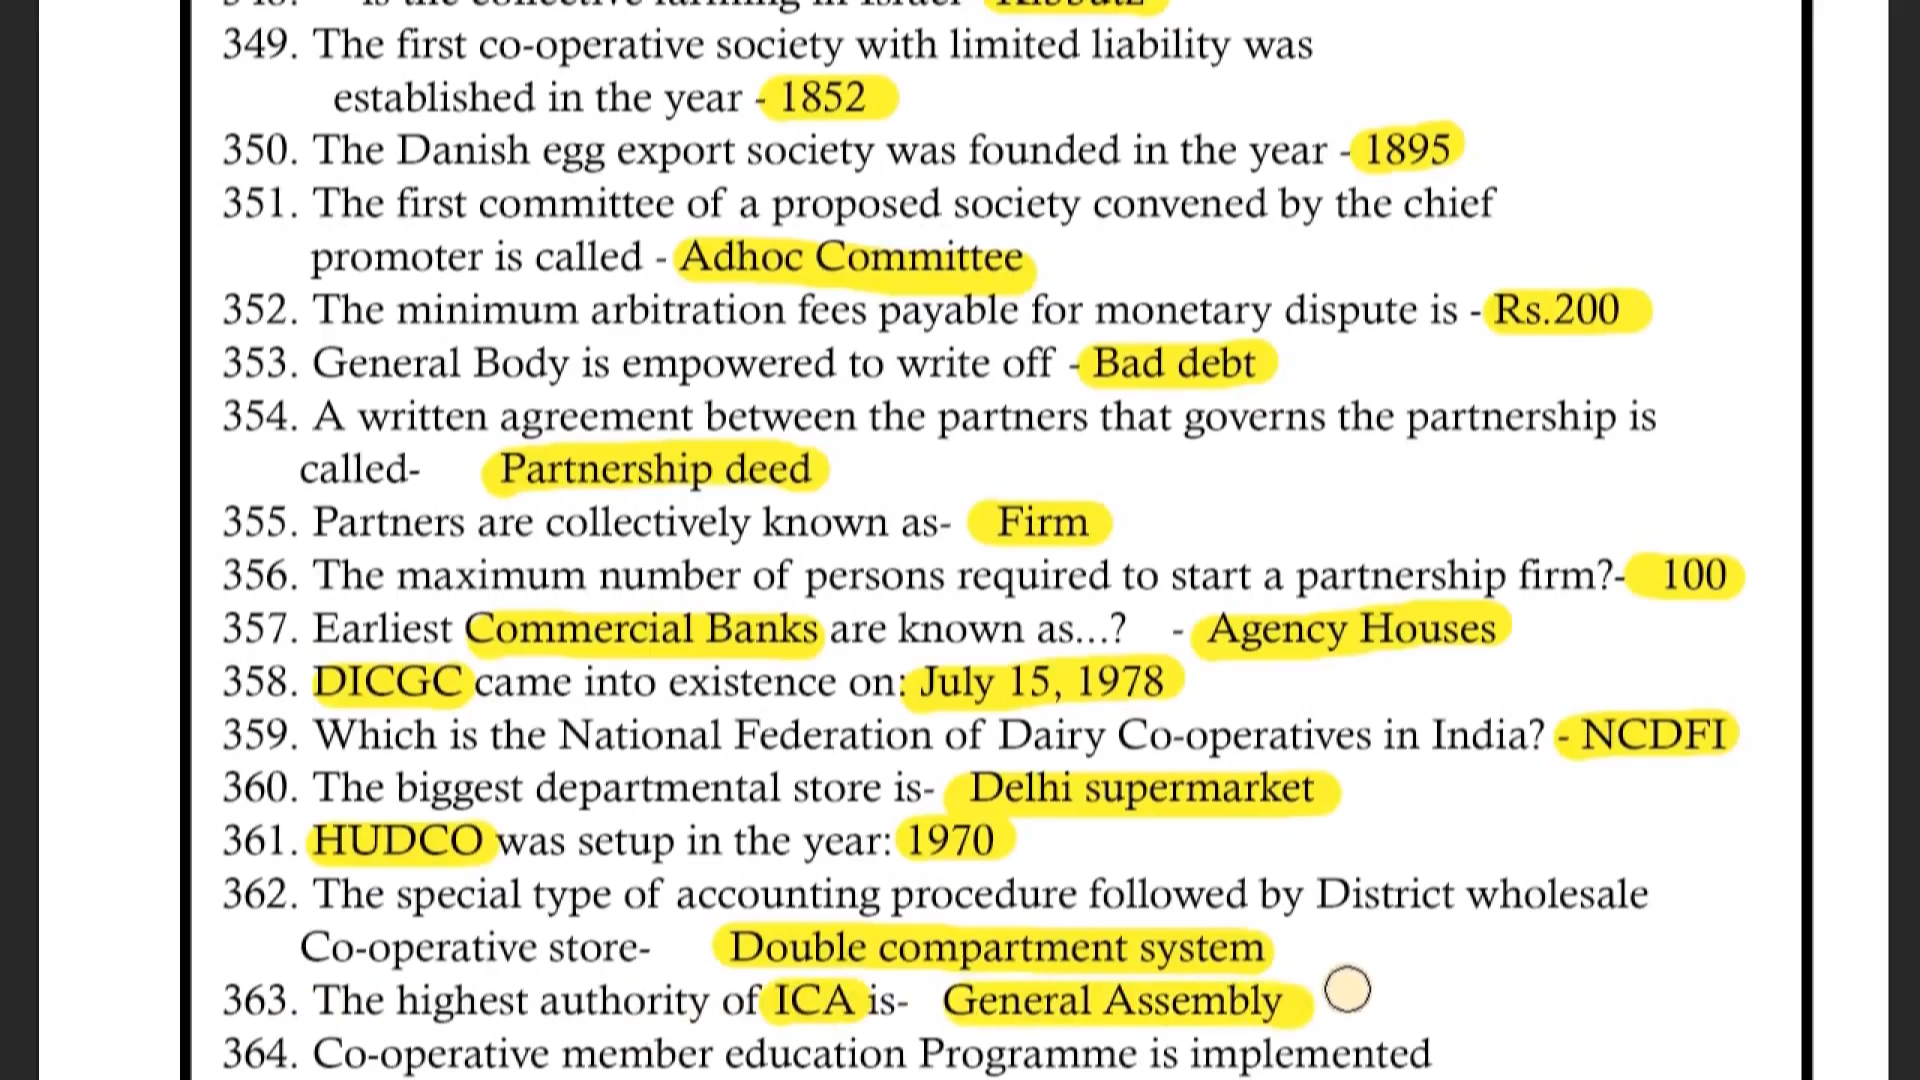 348. is the collective farming in Israel - Kibbutz
349. The first co-operative society with limited liability was
established in the year - 1852
350. The Danish egg export society was founded in the year - 1895
351. The first committee of a proposed society convened by the chief
promoter is called - Adhoc Committee
352. The minimum arbitration fees payable for monetary dispute is - Rs.200
353. General Body is empowered to write off - Bad debt
354. A written agreement between the partners that governs the partnership is
called- Partnership deed
355. Partners are collectively known as- Firm
356. The maximum number of persons required to start a partnership firm?- 100
357. Earliest Commercial Banks are known as...? - Agency Houses
358. DICGC came into existence on: July 15, 1978
359. Which is the National Federation of Dairy Co-operatives in India? - NCDFI
360. The biggest departmental store is- Delhi supermarket
361. HUDCO was setup in the year: 1970
362. The special type of accounting procedure followed by District wholesale
Co-operative store- Double compartment system
363. The highest authority of ICA is- General Assembly
364. Co-operative member education Programme is implemented